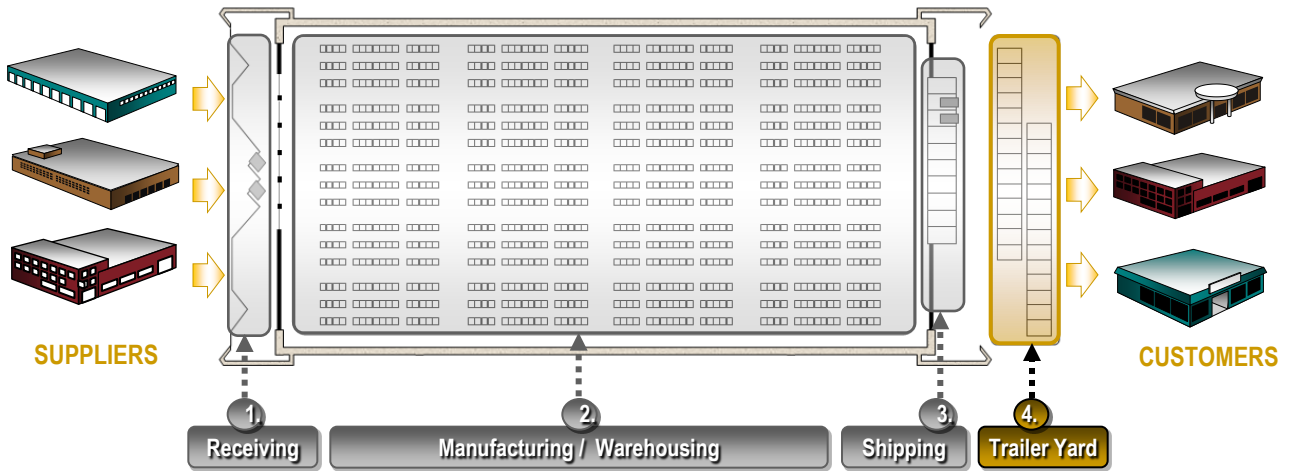 SUPPLIERS
CUSTOMERS
1.
2.
3.
4.
Receiving
Manufacturing / Warehousing
Shipping
Trailer Yard